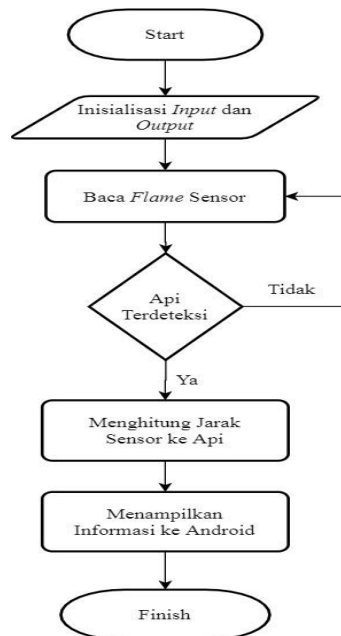 Start
Inisialisasi Input dan
Output
Baca Flame Sensor
Api
Terdeteksi
Tidak
Ya
Menghitung Jarak
Sensor ke Api
Menampilkan
Informasi ke Android
Finish